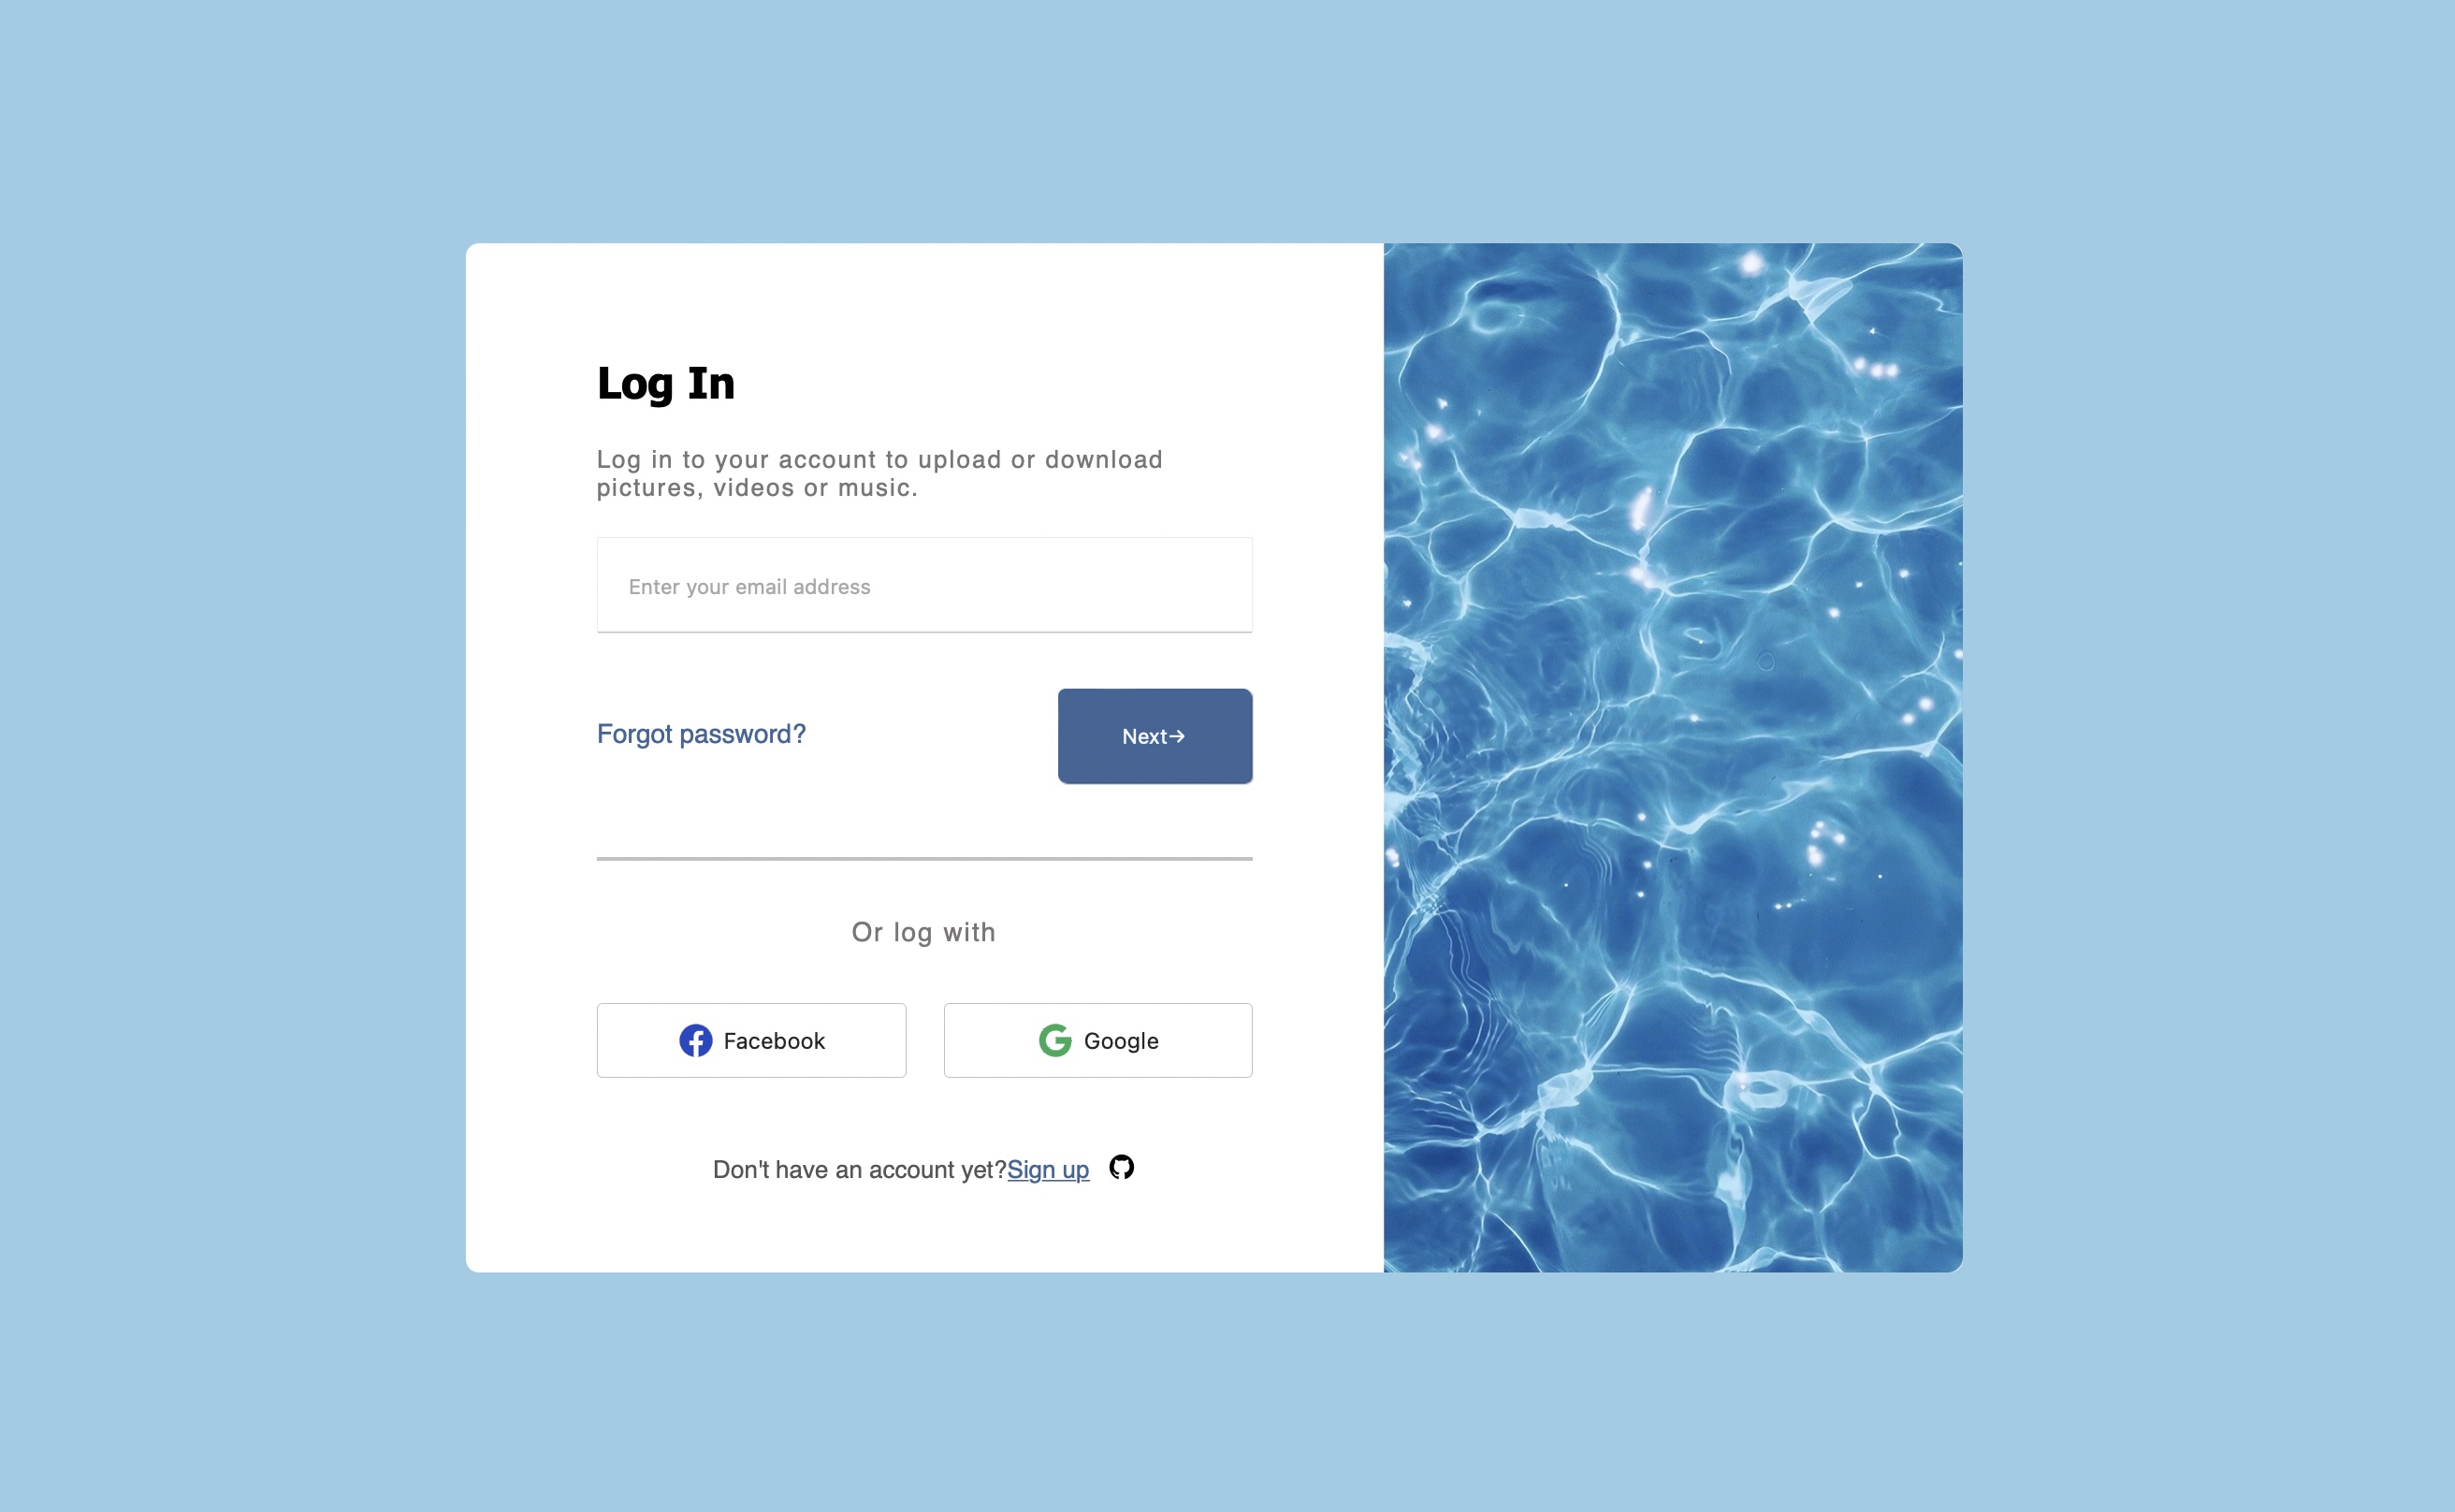 Log In
Log in to your account to upload or download
pictures, videos or music.
Enter your email address
Forgot password?
Next→
Or log with
Facebook
Google
Don't have an account yet?Sign up